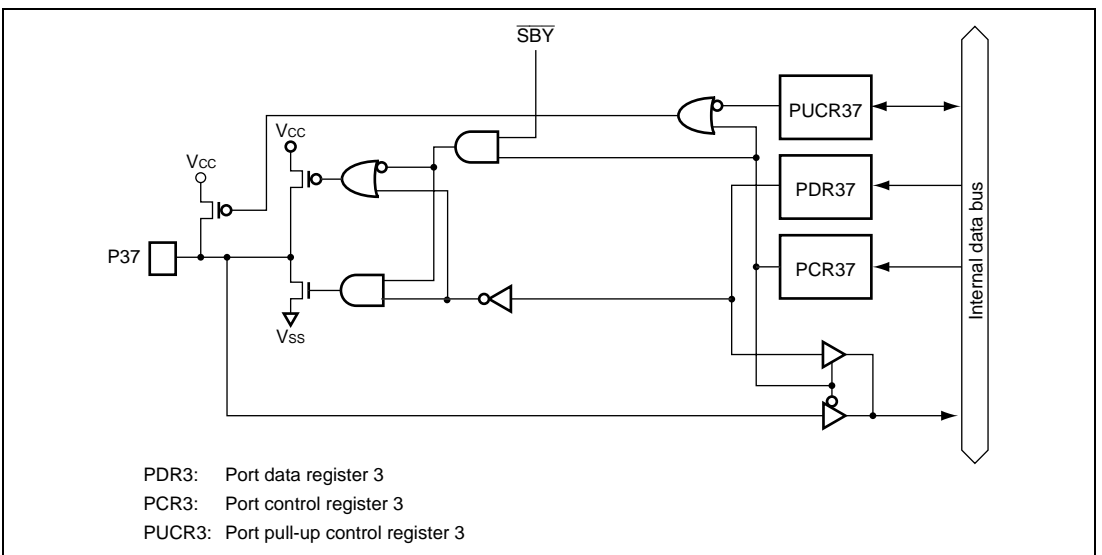 SBY
PUCR37
VCC
VCC
PDR37
P37
PCR37
Internal data bus
VSS
PDR3: Port data register 3
PCR3: Port control register 3
PUCR3: Port pull-up control register 3